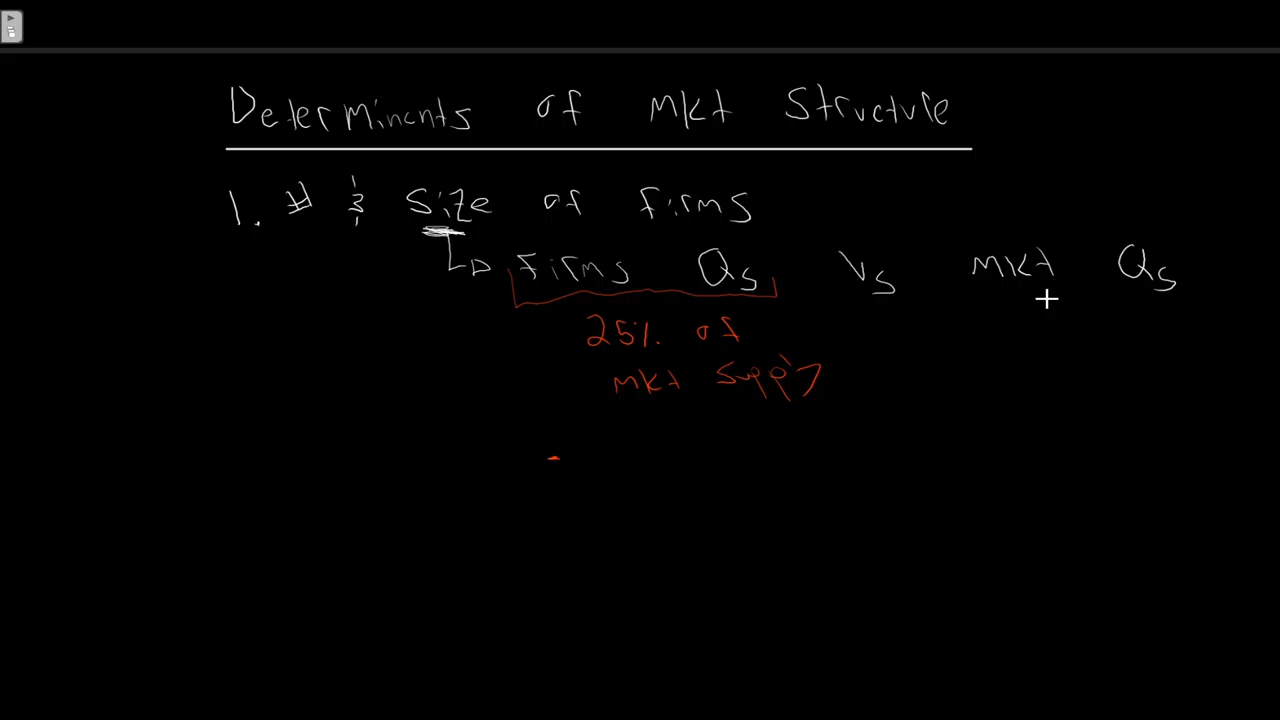 Determinants of mkt Structure
1. # & size of firms
↳ firms Qs vs mkt Qs
25% of
mkt supply